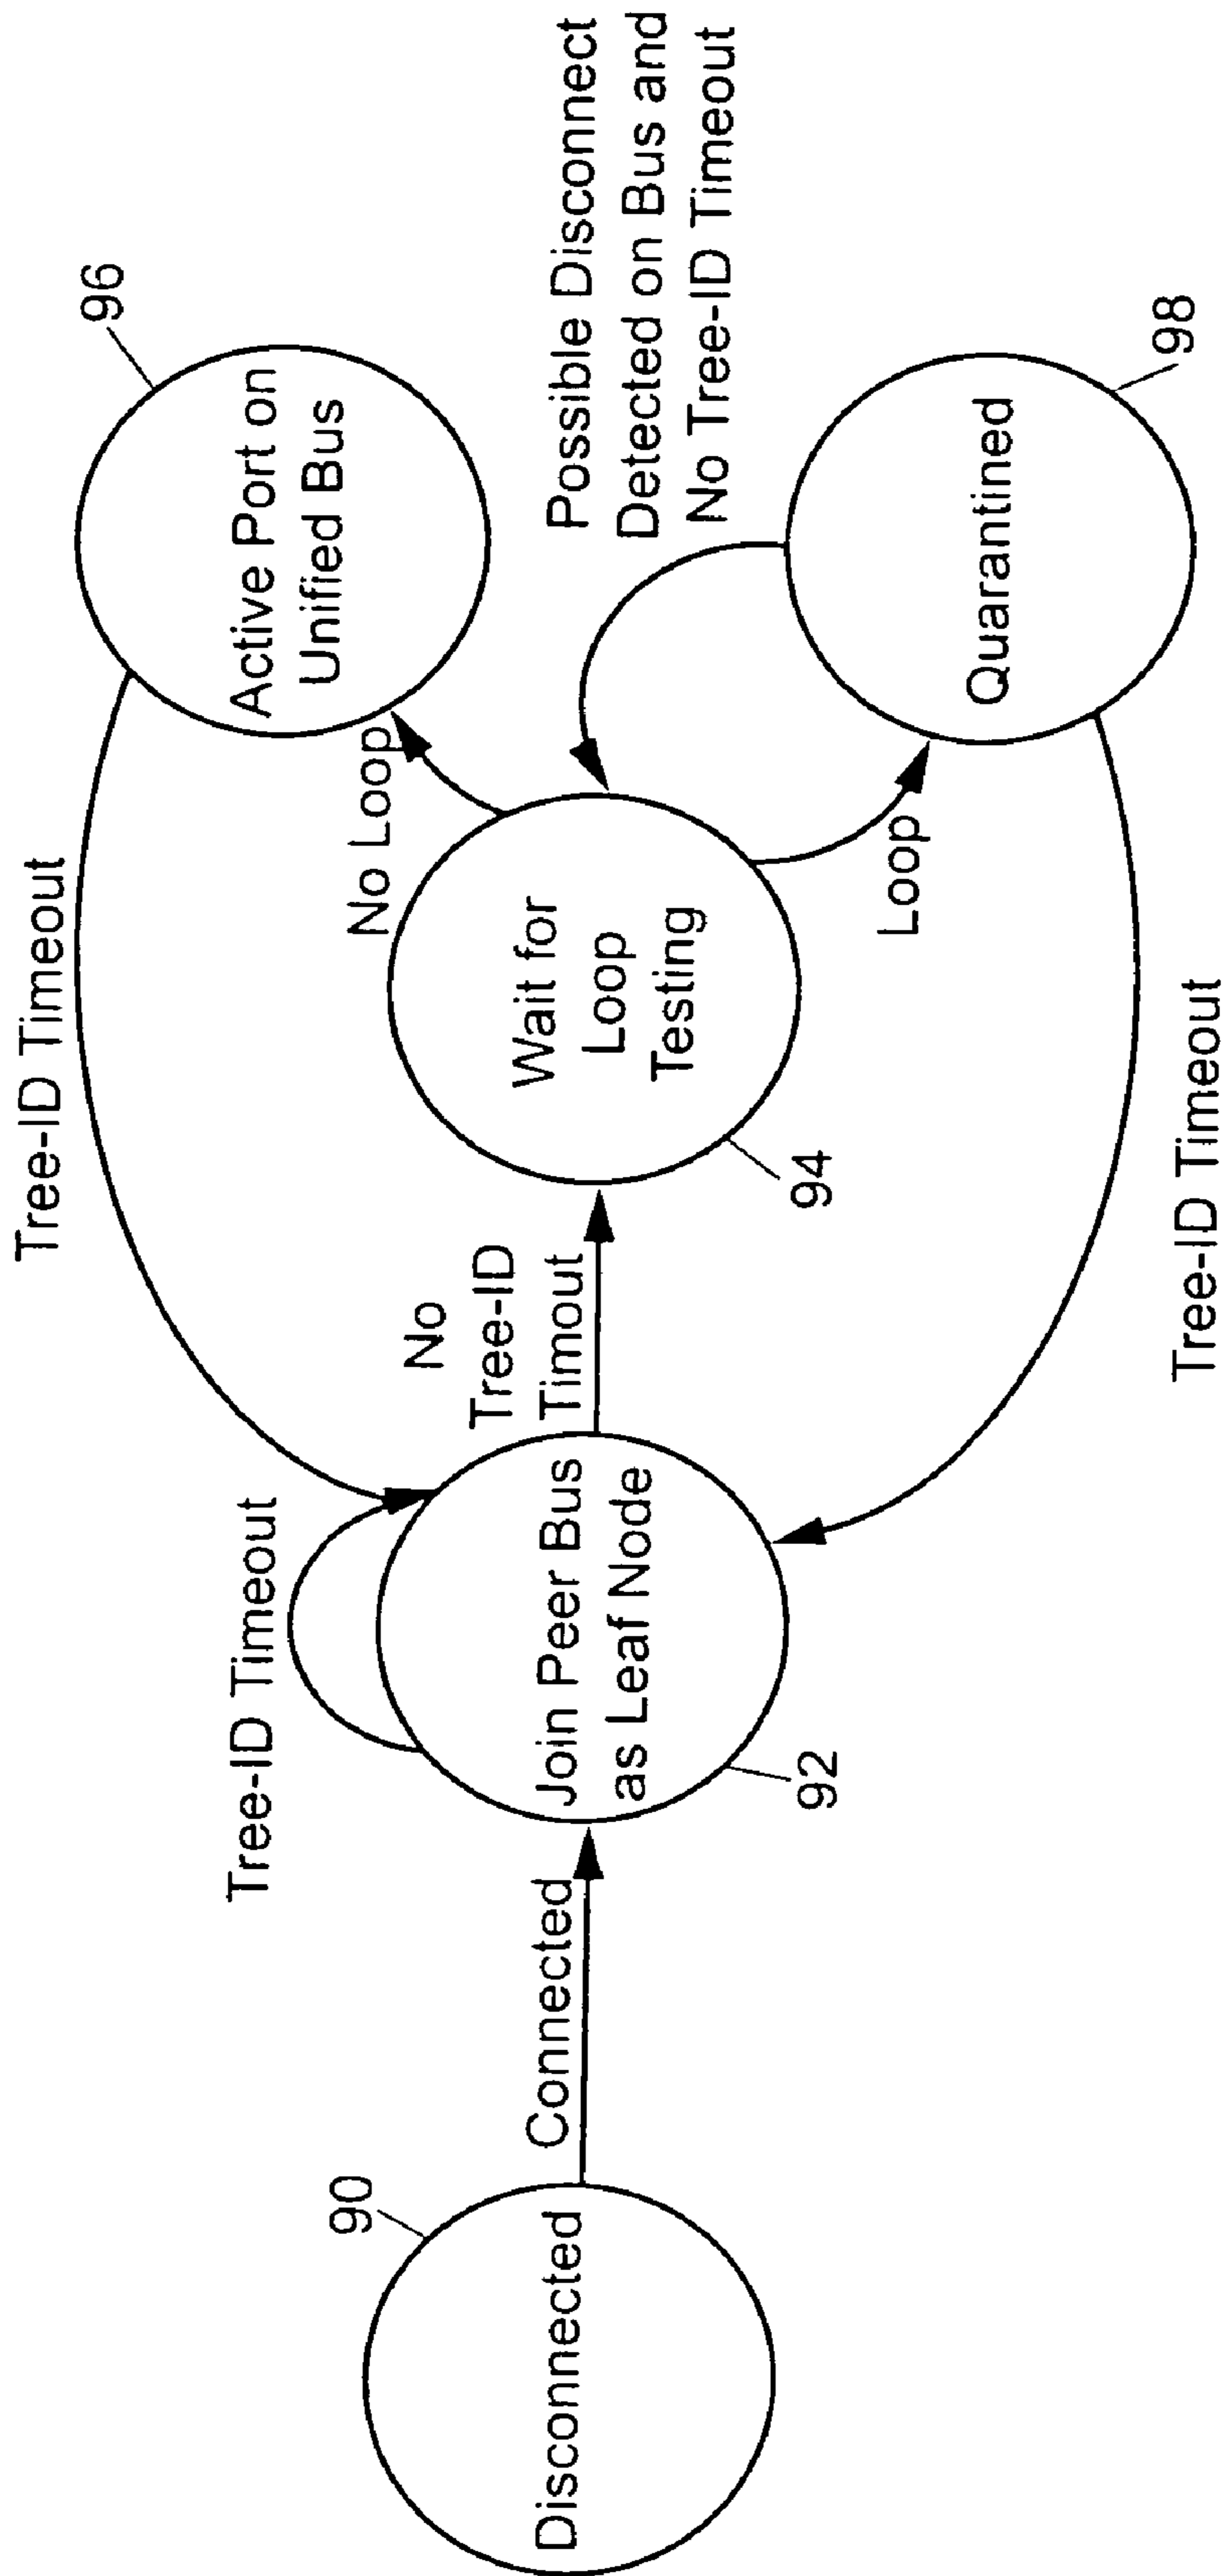 Tree-ID Timeout
96
Active Port on
Unified Bus
Tree-ID Timeout
No Loop
Possible Disconnect
Detected on Bus and
No Tree-ID Timeout
90
Disconnected
Connected
Join Peer Bus
as Leaf Node
92
No
Tree-ID
Timout
Wait for
Loop
Testing
94
Loop
Quarantined
98
Tree-ID Timeout